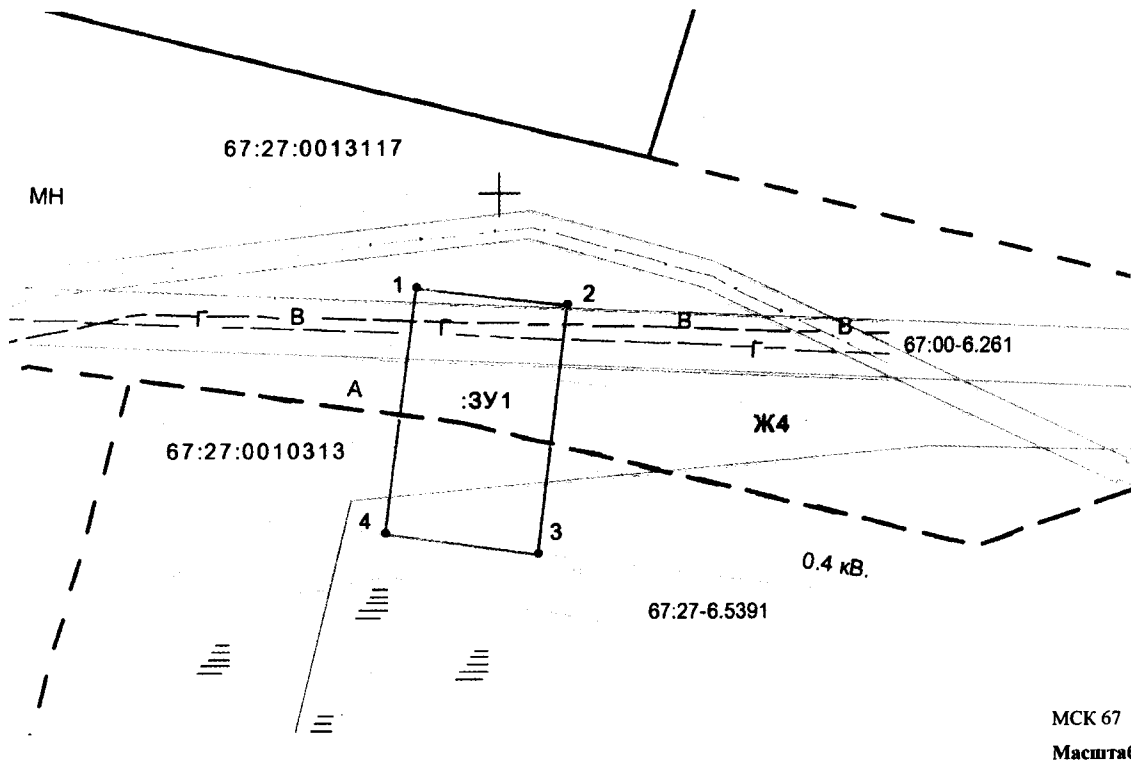 67:27:0013117
МН
1
2
Г
В
Г
В
В
Г
67:00-6.261
А
:ЗУ1
Ж4
67:27:0010313
4
3
0.4 кВ.
67:27-6.5391
МСК 67
Масштаб